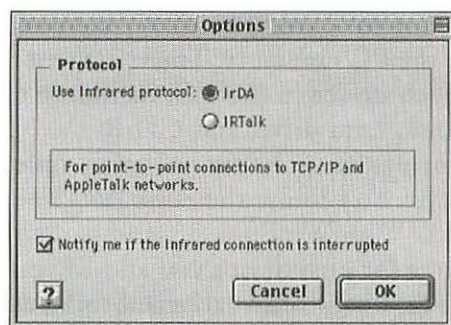 Options
Protocol
Use Infrared protocol: IrDA
IRTalk
For point-to-point connections to TCP/IP and
AppleTalk networks.
Notify me if the Infrared connection is interrupted
?
Cancel
OK